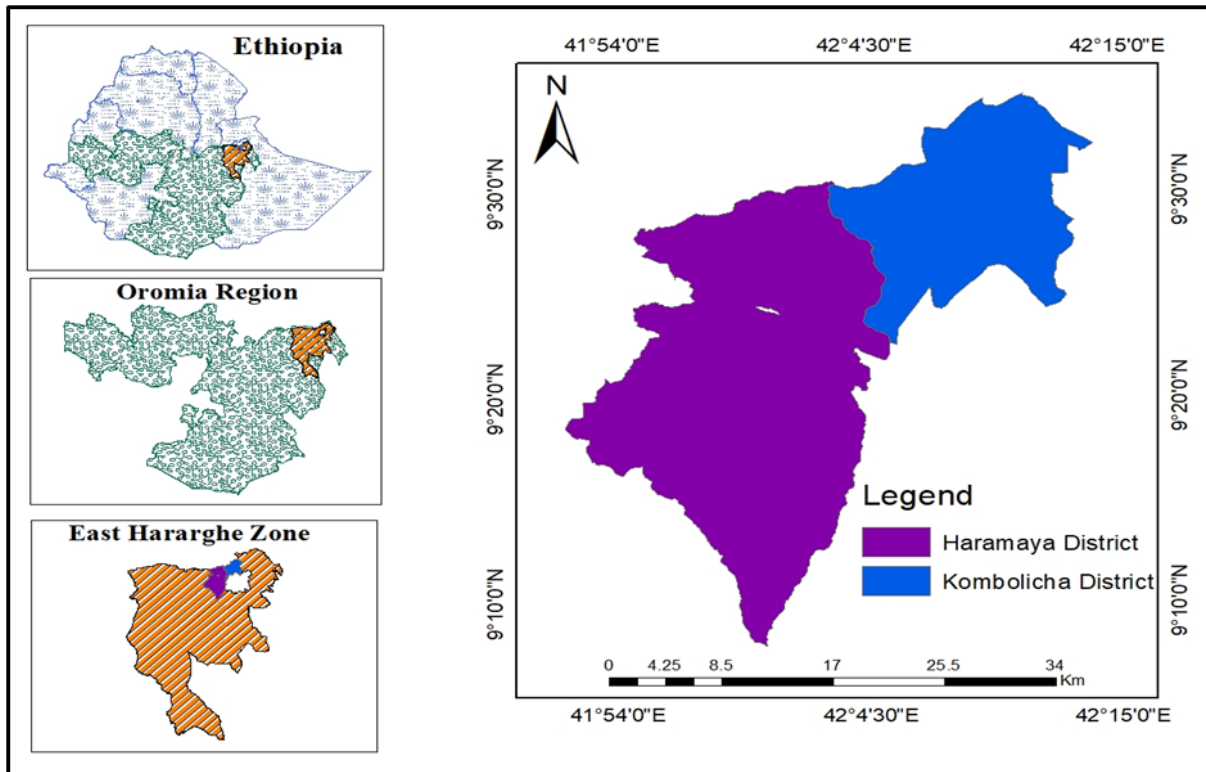 Ethiopia
Oromia Region
East Hararghe Zone
41°54'0"E 42°4'30"E 42°15'0"E
N
9°30'0"N 9°30'0"N
9°20'0"N 9°20'0"N
9°10'0"N 9°10'0"N
Legend
Haramaya District
Kombolicha District
0 4.25 8.5 17 25.5 34
Km
41°54'0"E 42°4'30"E 42°15'0"E